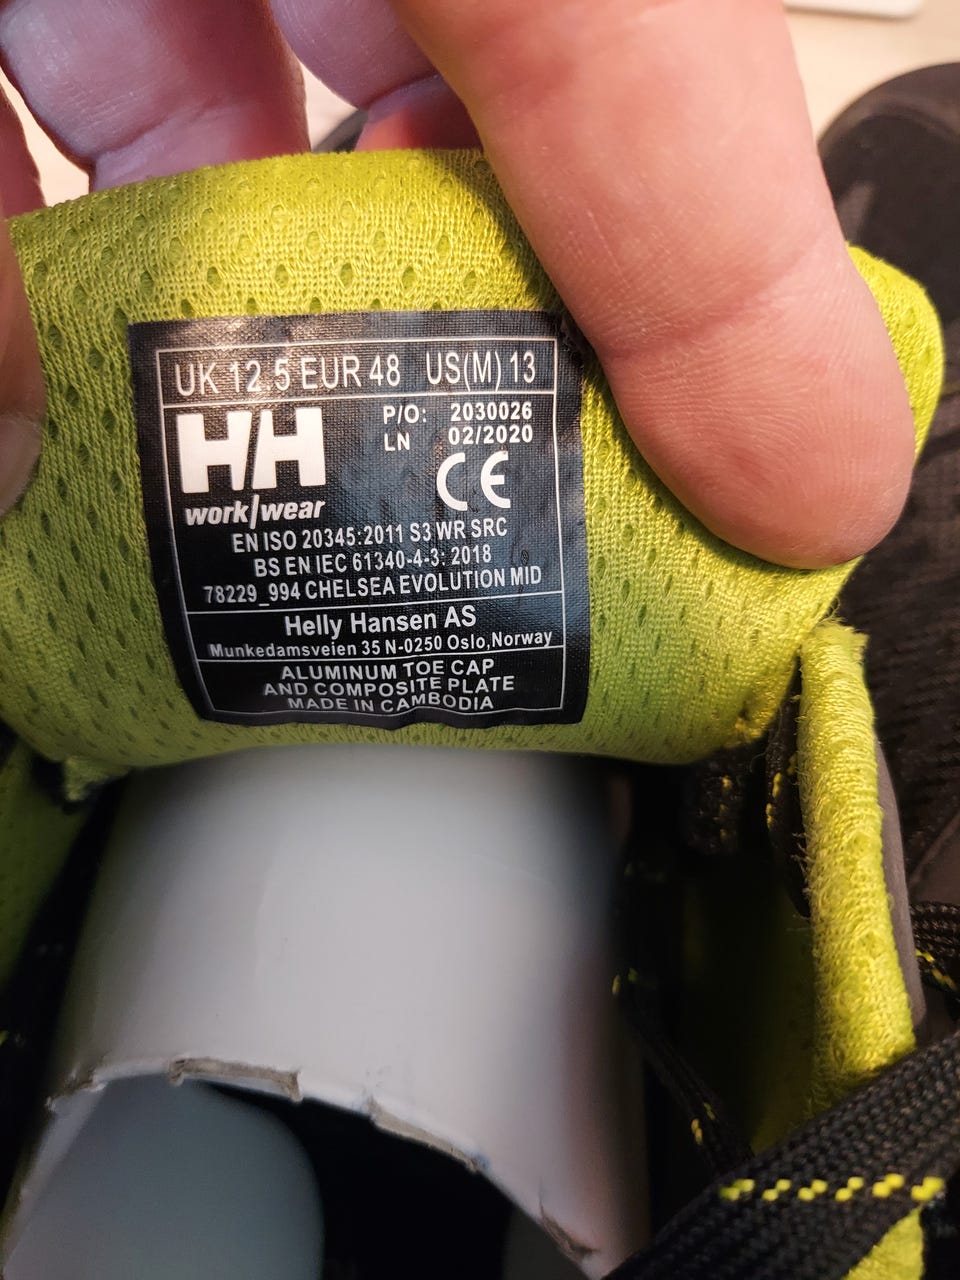 UK 12.5 EUR 48 US(M) 13
HH
work/wear
P/O: 2030026
LN 02/2020
CE
EN ISO 20345:2011 S3 WR SRC
BS EN IEC 61340-4-3: 2018
78229_994 CHELSEA EVOLUTION MID
Helly Hansen AS
Munkedamsveien 35 N-0250 Oslo,Norway
ALUMINUM TOE CAP
AND COMPOSITE PLATE
MADE IN CAMBODIA